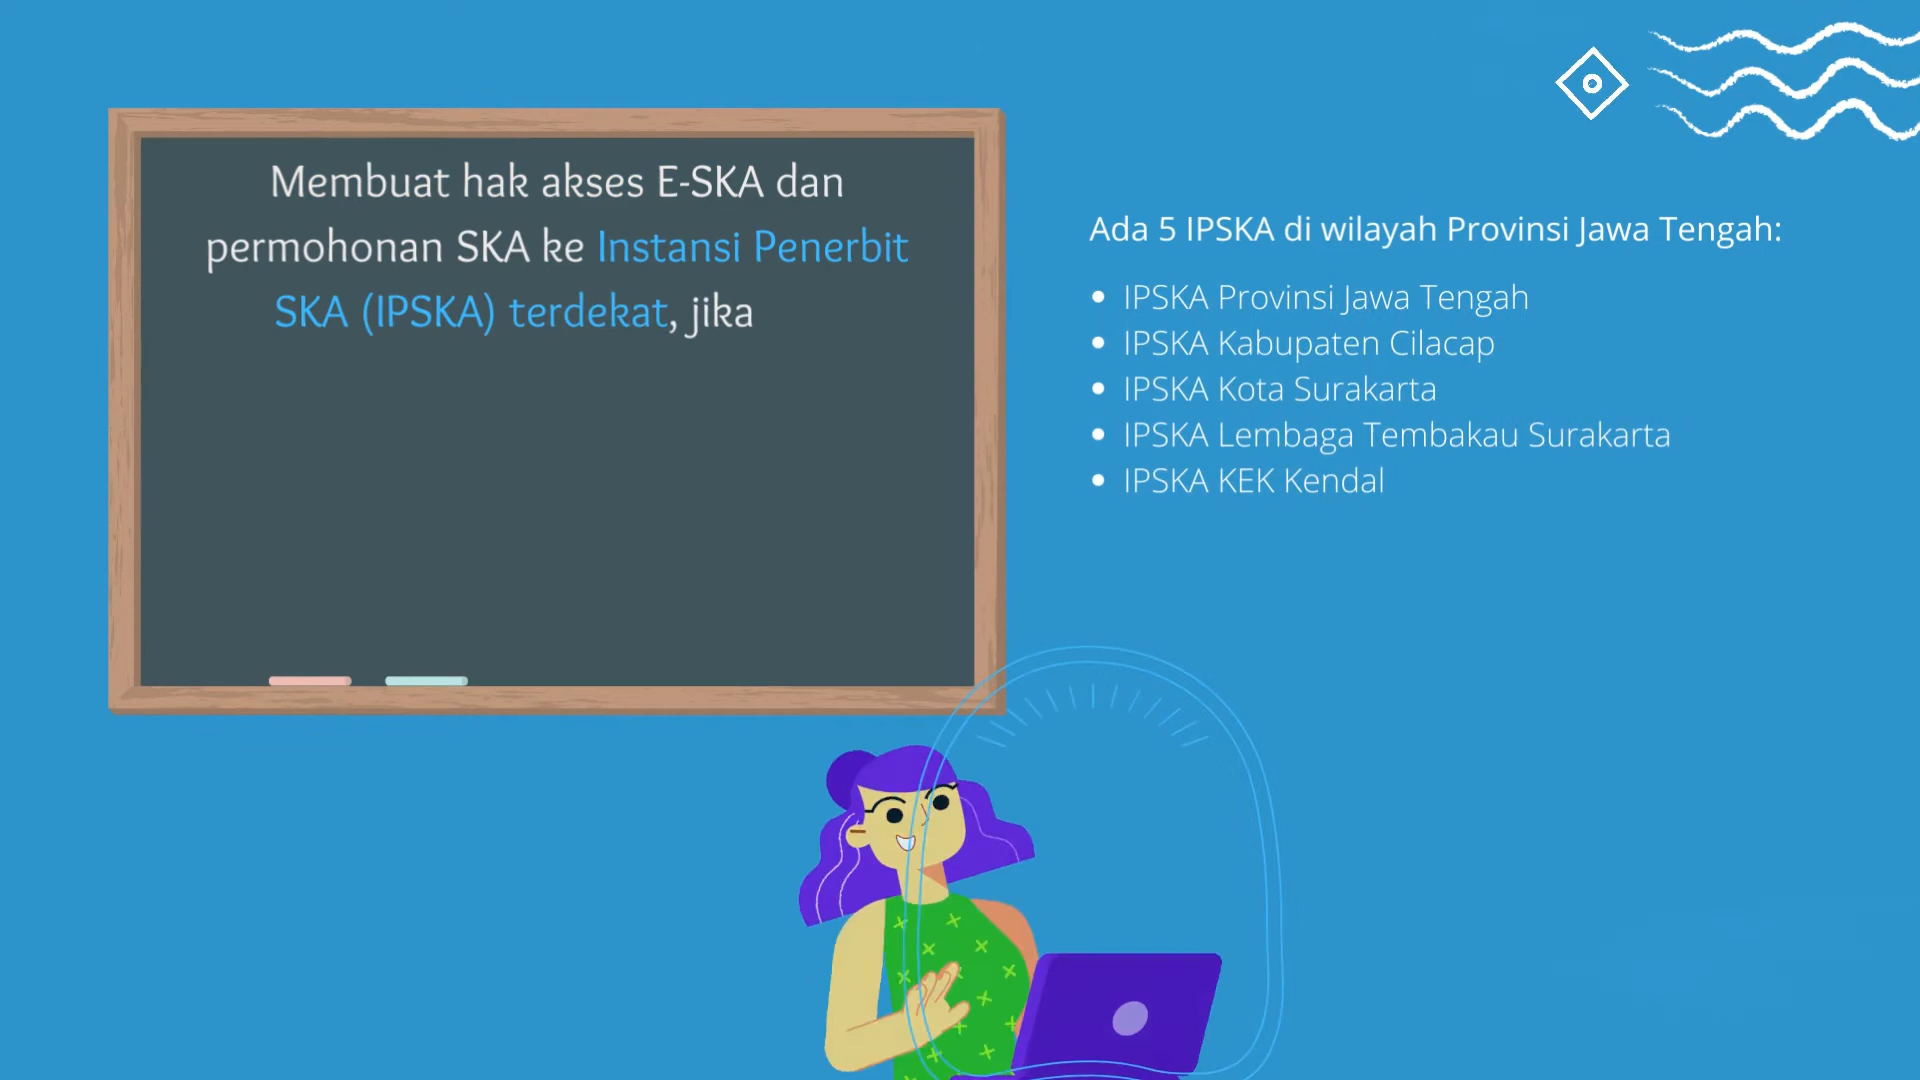 Membuat hak akses E-SKA dan
permohonan SKA ke Instansi Penerbit
SKA (IPSKA) terdekat, jika
Ada 5 IPSKA di wilayah Provinsi Jawa Tengah:
• IPSKA Provinsi Jawa Tengah
• IPSKA Kabupaten Cilacap
• IPSKA Kota Surakarta
• IPSKA Lembaga Tembakau Surakarta
• IPSKA KEK Kendal